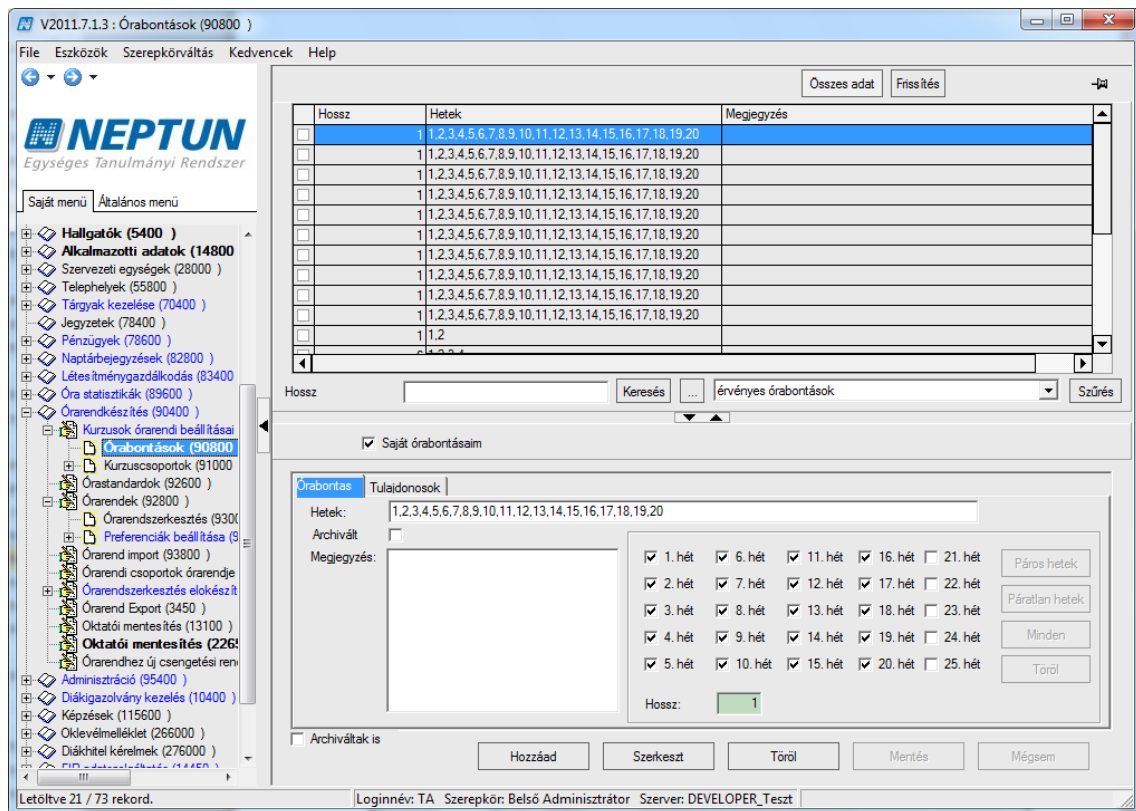 V2011.7.1.3 : Órabontások (90800 )
File Eszközök Szerepkörváltás Kedvencek Help
Összes adat Frissítés
NEPTUN
Egységes Tanulmányi Rendszer
Saját menü Általános menü
Hallgatók (5400 )
Alkalmazotti adatok (14800
Szervezeti egységek (28000 )
Telephelyek (55800 )
Tárgyak kezelése (70400 )
Jegyzetek (78400 )
Pénzügyek (78600 )
Naptárbejegyzések (82800 )
Létesítménygazdálkodás (83400
Óra statisztikák (89600 )
Órarendkészítés (90400 )
Kurzusok órarendi beállításai
Órabontások (90800
Kurzuscsoportok (91000
Órastandardok (92600 )
Órarendek (92800 )
Órarendszerkesztés (9300
Preferenciák beállítása (9
Órarend import (93800 )
Órarendi csoportok órarendje
Órarendszerkesztés elokészít
Órarend Export (3450 )
Oktatói mentesítés (13100 )
Oktatói mentesítés (2265
Órarendhez új csengetési ren
Adminisztráció (95400 )
Diákigazolvány kezelés (10400 )
Képzések (115600 )
Oklevélmelléklet (266000 )
Diákhitel kérelmek (276000 )
Hossz Hetek Megjegyzés
1 1,2,3,4,5,6,7,8,9,10,11,12,13,14,15,16,17,18,19,20
1 1,2,3,4,5,6,7,8,9,10,11,12,13,14,15,16,17,18,19,20
1 1,2,3,4,5,6,7,8,9,10,11,12,13,14,15,16,17,18,19,20
1 1,2,3,4,5,6,7,8,9,10,11,12,13,14,15,16,17,18,19,20
1 1,2,3,4,5,6,7,8,9,10,11,12,13,14,15,16,17,18,19,20
1 1,2,3,4,5,6,7,8,9,10,11,12,13,14,15,16,17,18,19,20
1 1,2,3,4,5,6,7,8,9,10,11,12,13,14,15,16,17,18,19,20
1 1,2,3,4,5,6,7,8,9,10,11,12,13,14,15,16,17,18,19,20
1 1,2,3,4,5,6,7,8,9,10,11,12,13,14,15,16,17,18,19,20
1 1,2,3,4,5,6,7,8,9,10,11,12,13,14,15,16,17,18,19,20
1 1,2
Hossz Keresés ... érvényes órabontások Szűrés
Saját órabontásaim
Órabontas Tulajdonosok
Hetek: 1,2,3,4,5,6,7,8,9,10,11,12,13,14,15,16,17,18,19,20
Archivált
Megjegyzés:
1. hét 6. hét 11. hét 16. hét 21. hét Páros hetek
2. hét 7. hét 12. hét 17. hét 22. hét
3. hét 8. hét 13. hét 18. hét 23. hét Páratlan hetek
4. hét 9. hét 14. hét 19. hét 24. hét Minden
5. hét 10. hét 15. hét 20. hét 25. hét Töröl
Hossz: 1
Archiváltak is
Hozzáad Szerkeszt Töröl Mentés Mégsem
Letöltve 21 / 73 rekord. Loginnév: TA Szerepkör: Belső Adminisztrátor Szerver: DEVELOPER_Teszt